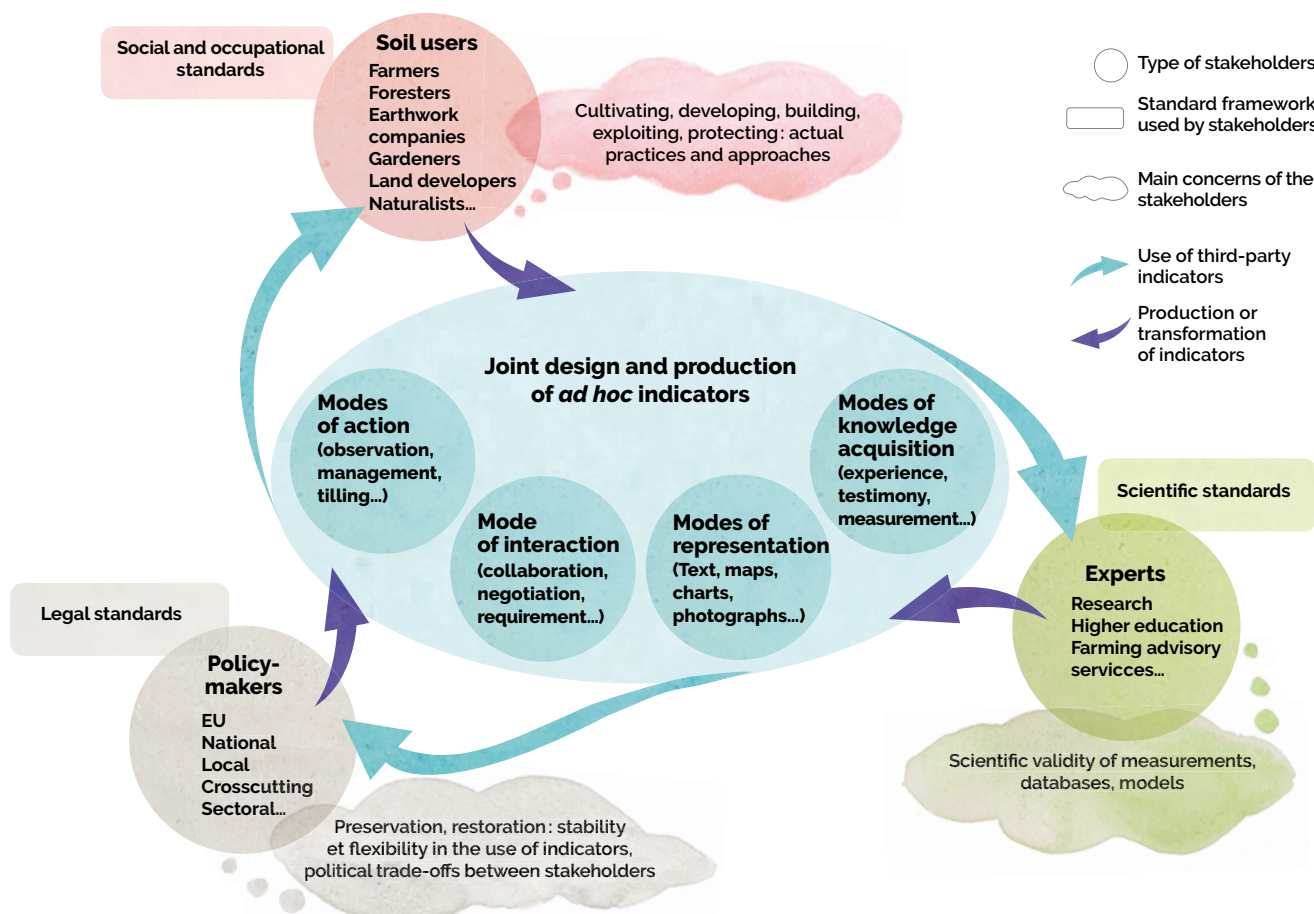 Social and occupational
standards
Soil users
Farmers
Foresters
Earthwork
companies
Gardeners
Land developers
Naturalists...
Cultivating, developing, building,
exploiting, protecting : actual
practices and approaches
Type of stakeholders
Standard framework
used by stakeholders
Main concerns of the
stakeholders
Use of third-party
indicators
Production or
transformation
of indicators
Joint design and production
of ad hoc indicators
Modes
of action
(observation,
management,
tilling...)
Mode
of interaction
(collaboration,
negotiation,
requirement...)
Modes of
representation
(Text, maps,
charts,
photographs...)
Modes of
knowledge
acquisition
(experience,
testimony,
measurement...)
Scientific standards
Experts
Research
Higher education
Farming advisory
servicces...
Scientific validity of measurements,
databases, models
Legal standards
Policy-
makers
EU
National
Local
Crosscutting
Sectoral...
Preservation, restoration : stability
et flexibility in the use of indicators,
political trade-offs between stakeholders